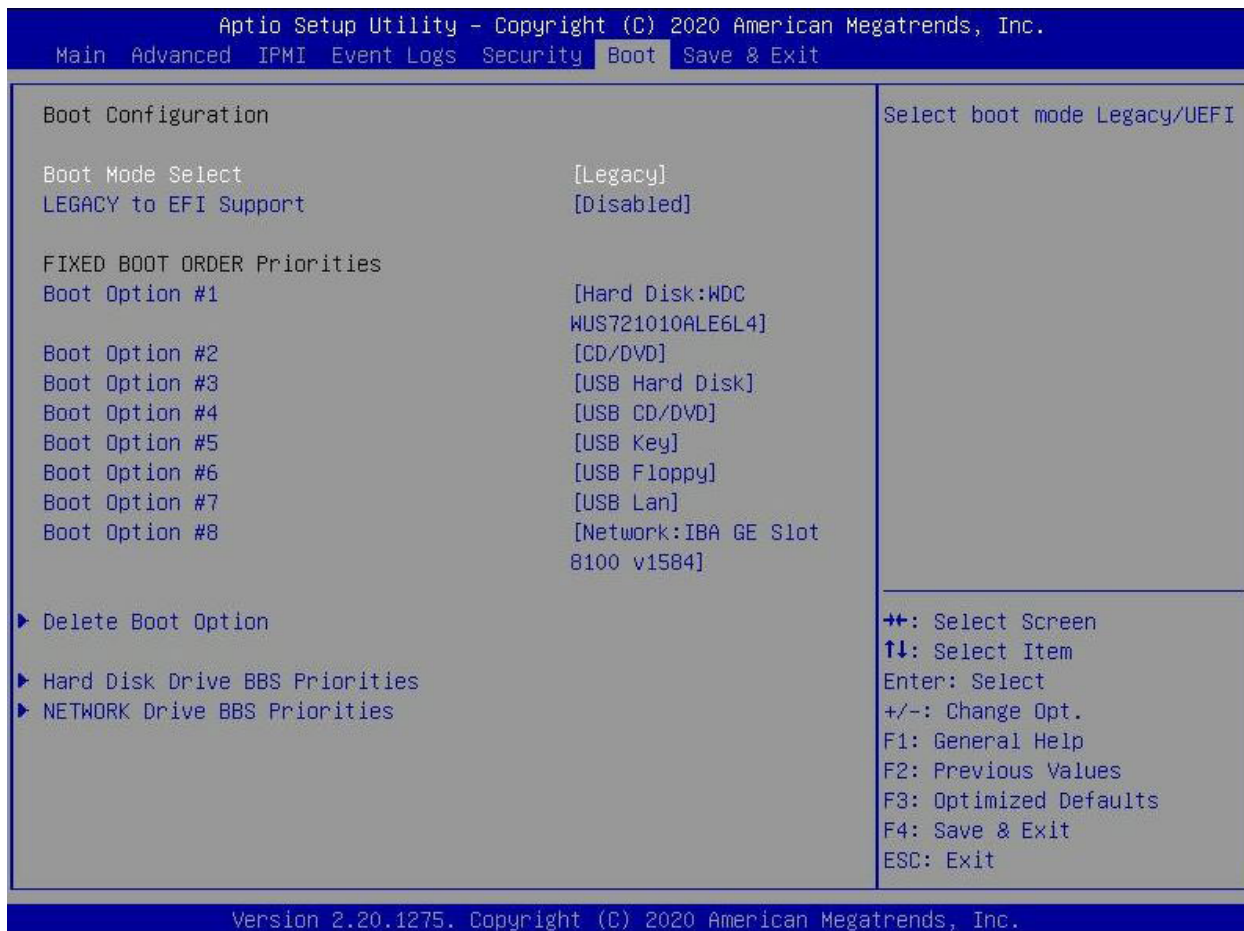 Aptio Setup Utility – Copyright (C) 2020 American Megatrends, Inc.
Main Advanced IPMI Event Logs Security Boot Save & Exit
Boot Configuration
Boot Mode Select [Legacy]
LEGACY to EFI Support [Disabled]
FIXED BOOT ORDER Priorities
Boot Option #1 [Hard Disk:WDC
WUS721010ALE6L4]
Boot Option #2 [CD/DVD]
Boot Option #3 [USB Hard Disk]
Boot Option #4 [USB CD/DVD]
Boot Option #5 [USB Key]
Boot Option #6 [USB Floppy]
Boot Option #7 [USB Lan]
Boot Option #8 [Network:IBA GE Slot
8100 v1584]
Delete Boot Option
Hard Disk Drive BBS Priorities
NETWORK Drive BBS Priorities
Select boot mode Legacy/UEFI
→←: Select Screen
↑↓: Select Item
Enter: Select
+/-: Change Opt.
F1: General Help
F2: Previous Values
F3: Optimized Defaults
F4: Save & Exit
ESC: Exit
Version 2.20.1275. Copyright (C) 2020 American Megatrends, Inc.